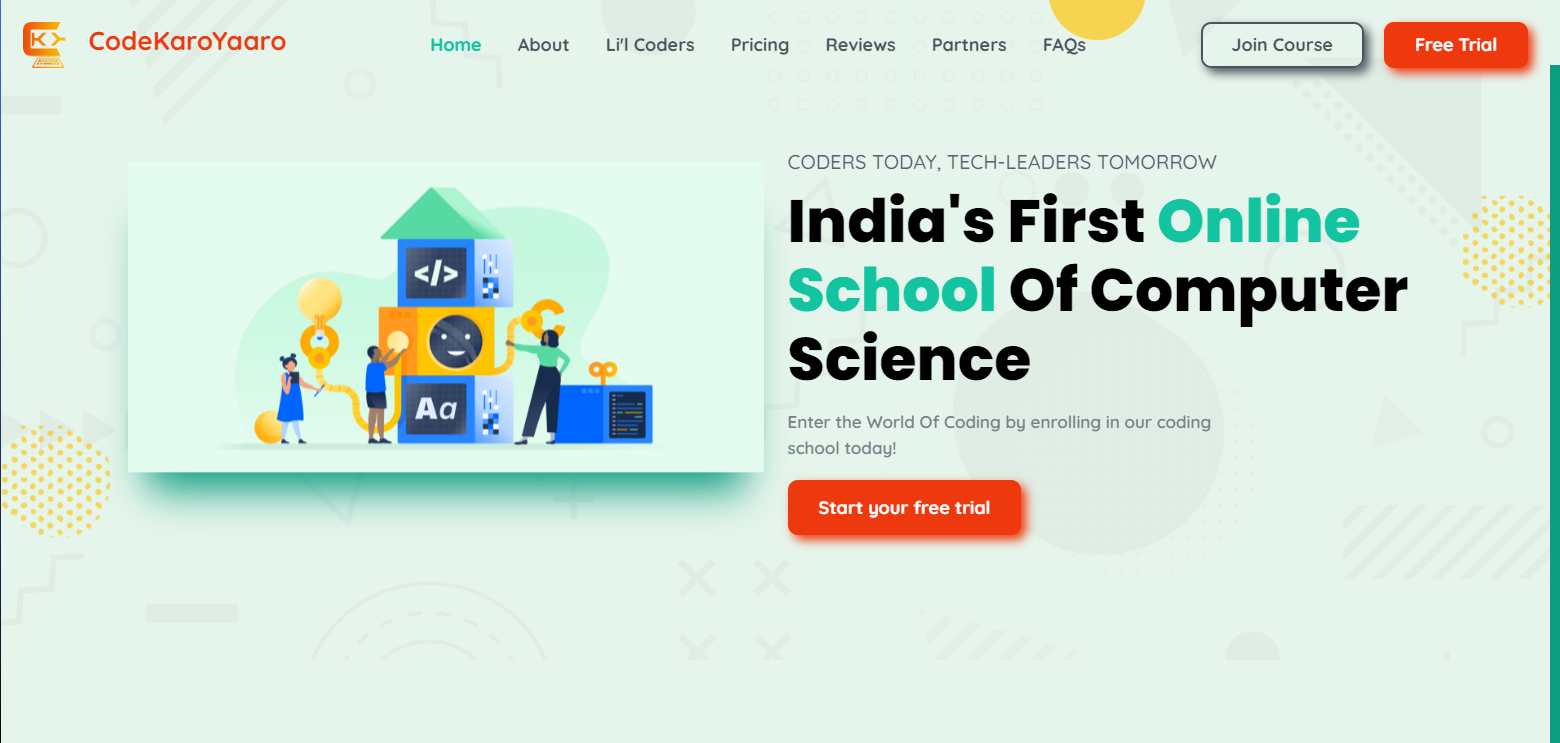 CodeKaroYaaro
Home About Li'l Coders Pricing Reviews Partners FAQs
Join Course
Free Trial
CODERS TODAY, TECH-LEADERS TOMORROW
India's First Online
School Of Computer
Science
Enter the World Of Coding by enrolling in our coding
school today!
Start your free trial
</>
Aa